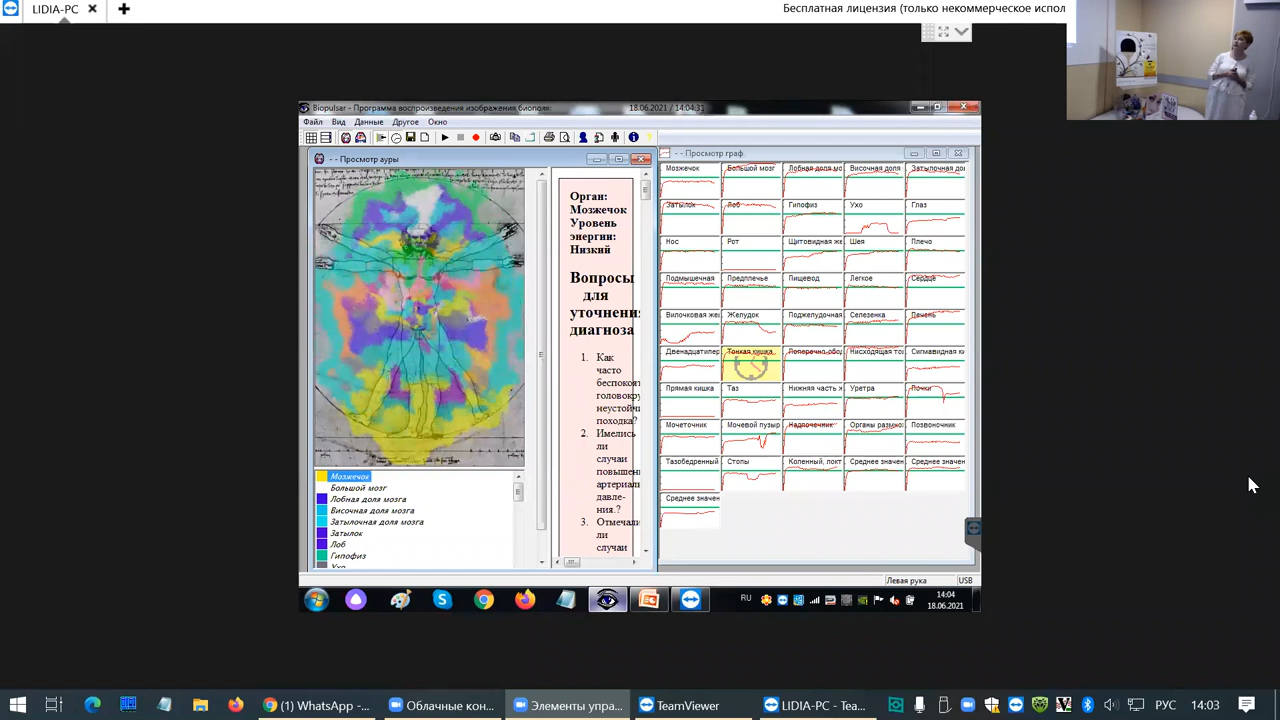 LIDIA-PC
Бесплатная лицензия (только некоммерческое испол
Biopulsar - Программа воспроизведения изображения биополя:
18.06.2021 / 14:04:31
Файл Вид Данные Другое Окно
- - Просмотр ауры
- - Просмотр граф.
Орган:
Мозжечок
Уровень
энергии:
Низкий
Вопросы
для
уточнени
диагноза
1. Как
часто
беспокоят
головокру
неустойчи
походка?
2. Имелись
ли
случаи
повышени
артериаль
давле-
ния.?
3. Отмечали
ли
случаи
Мозжечок
Большой мозг
Лобная доля мозга
Височная доля мозга
Затылочная доля мозга
Затылок
Лоб
Гипофиз
Ухо
Мозжечок Большой мозг Лобная доля мо Височная доля Затылочная до
Затылок Лоб Гипофиз Ухо Глаз
Нос Рот Щитовидная же Шея Плечо
Подмышечная Предплечье Пищевод Легкое Сердце
Вилочковая же Желудок Поджелудочная Селезенка Печень
Двенадцатипер Тонкая кишка Поперечно-обо Нисходящая то Сигмавидная ки
Прямая кишка Таз Нижняя часть ж Уретра Почки
Мочеточник Мочевой пузыр Надпочечник Органы размно Позвоночник
Тазобедренный Стопы Коленный, локт Среднее значен Среднее значен
Среднее значен
Левая рука USB
RU
14:04
18.06.2021
(1) WhatsApp -...
Облачные кон...
Элементы упра...
TeamViewer
LIDIA-PC - Tea...
РУС
14:03